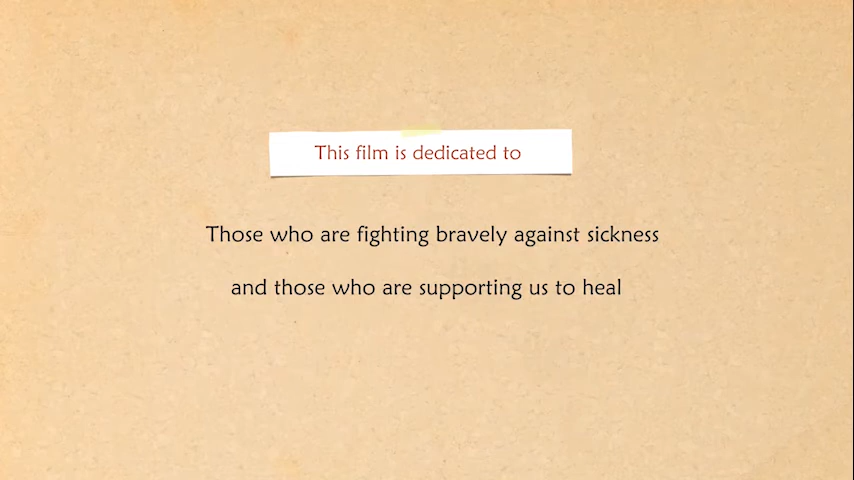 This film is dedicated to
Those who are fighting bravely against sickness
and those who are supporting us to heal